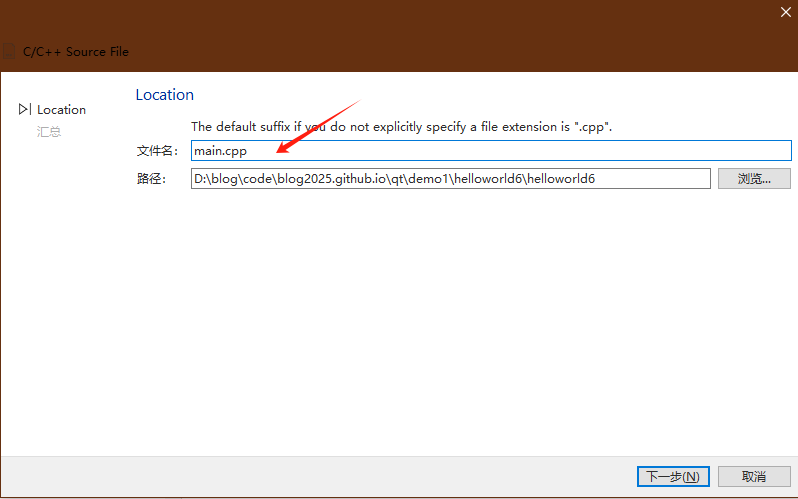 C/C++ Source File
Location
汇总
Location
The default suffix if you do not explicitly specify a file extension is ".cpp".
文件名: main.cpp
路径: D:\blog\code\blog2025.github.io\qt\demo1\helloworld6\helloworld6 浏览...
下一步(N) 取消